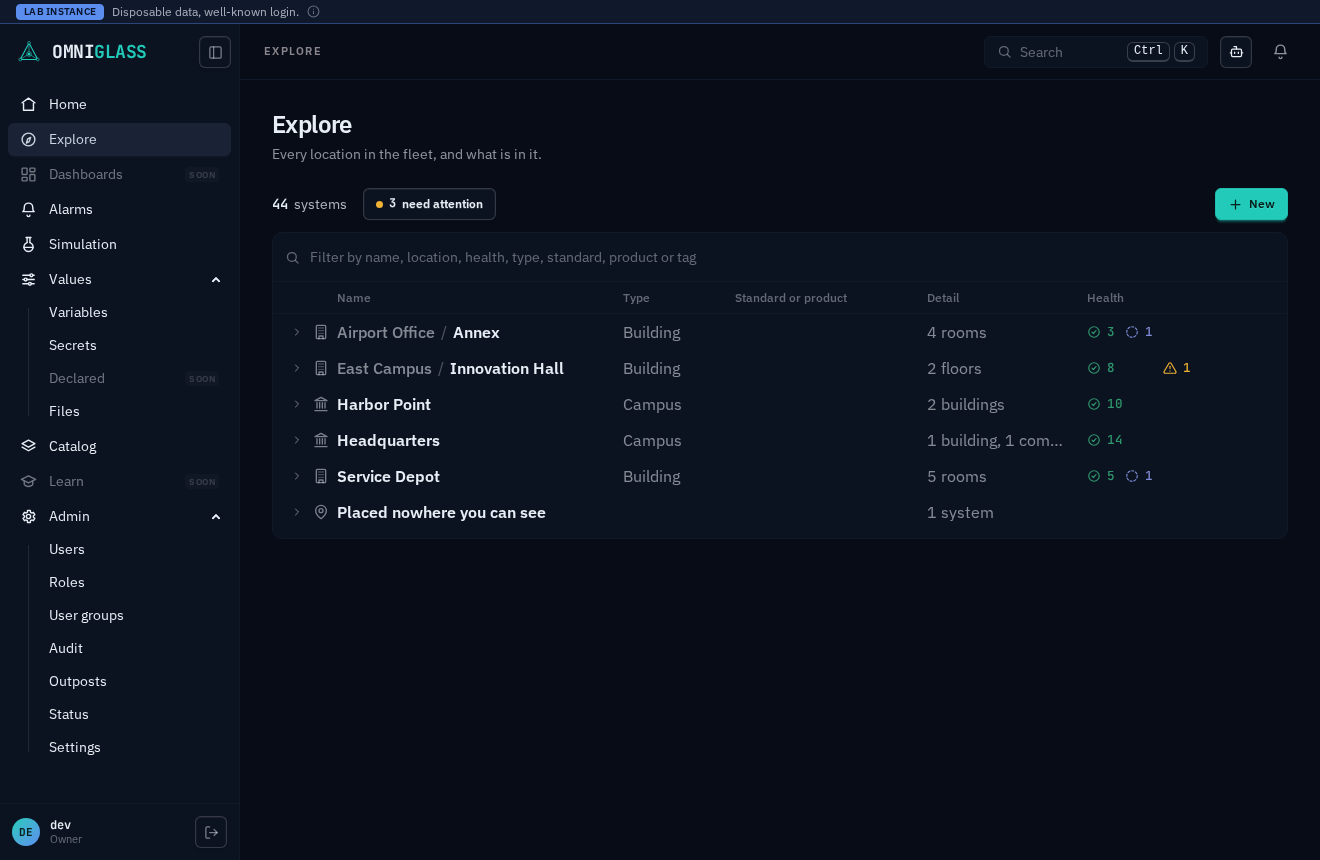 LAB INSTANCE Disposable data, well-known login.
OMNIGLASS
EXPLORE
Search Ctrl K
Home
Explore
Dashboards SOON
Alarms
Simulation
Values
Variables
Secrets
Declared SOON
Files
Catalog
Learn SOON
Admin
Users
Roles
User groups
Audit
Outposts
Status
Settings
DE dev
Owner
Explore
Every location in the fleet, and what is in it.
44 systems 3 need attention New
Filter by name, location, health, type, standard, product or tag
Name Type Standard or product Detail Health
Airport Office / Annex Building 4 rooms 3 1
East Campus / Innovation Hall Building 2 floors 8 1
Harbor Point Campus 2 buildings 10
Headquarters Campus 1 building, 1 com... 14
Service Depot Building 5 rooms 5 1
Placed nowhere you can see 1 system